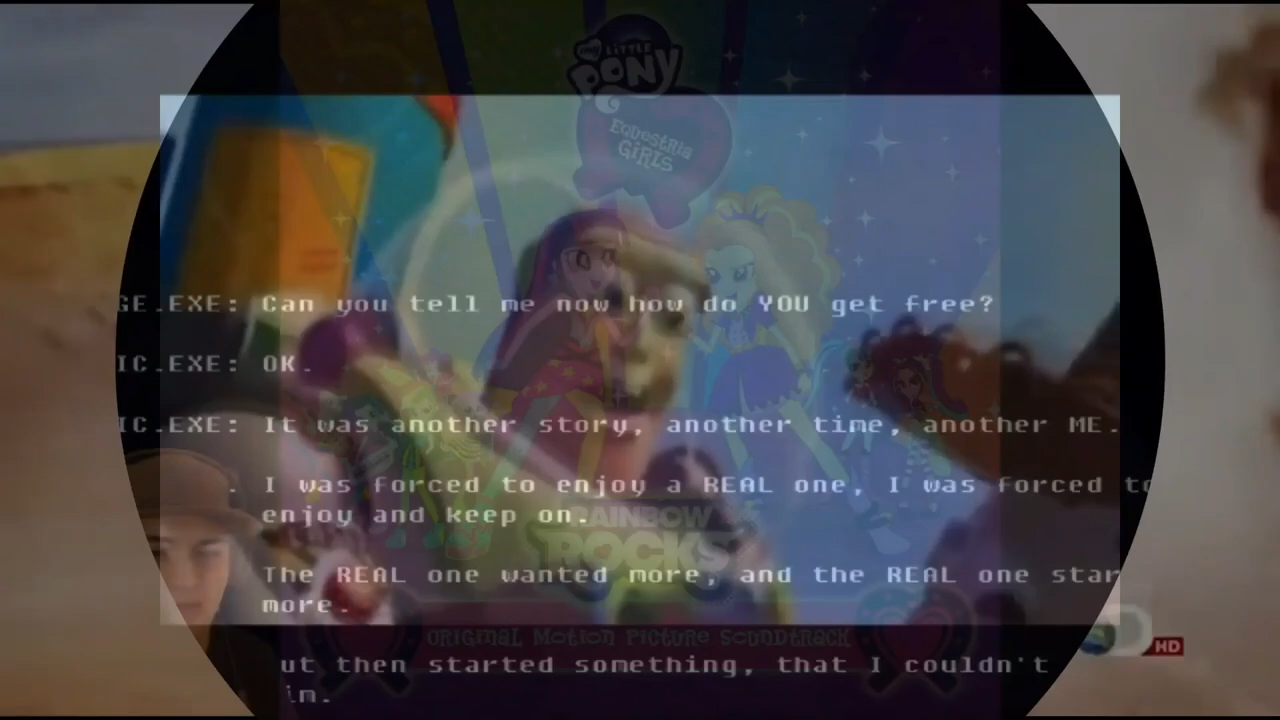 my LiTTLE
PONY
EQUESTRIA
GiRLS
GE.EXE: Can you tell me now how do YOU get free?
IC.EXE: OK.
IC.EXE: It was another story, another time, another ME.
. I was forced to enjoy a REAL one, I was forced to
enjoy and keep on.
RAINBOW
ROCKS
The REAL one wanted more, and the REAL one star
more.
ORiGiNAL MoTioN PiCTURE SoUNDTRACK
HD
ut then started something, that I couldn't
in.